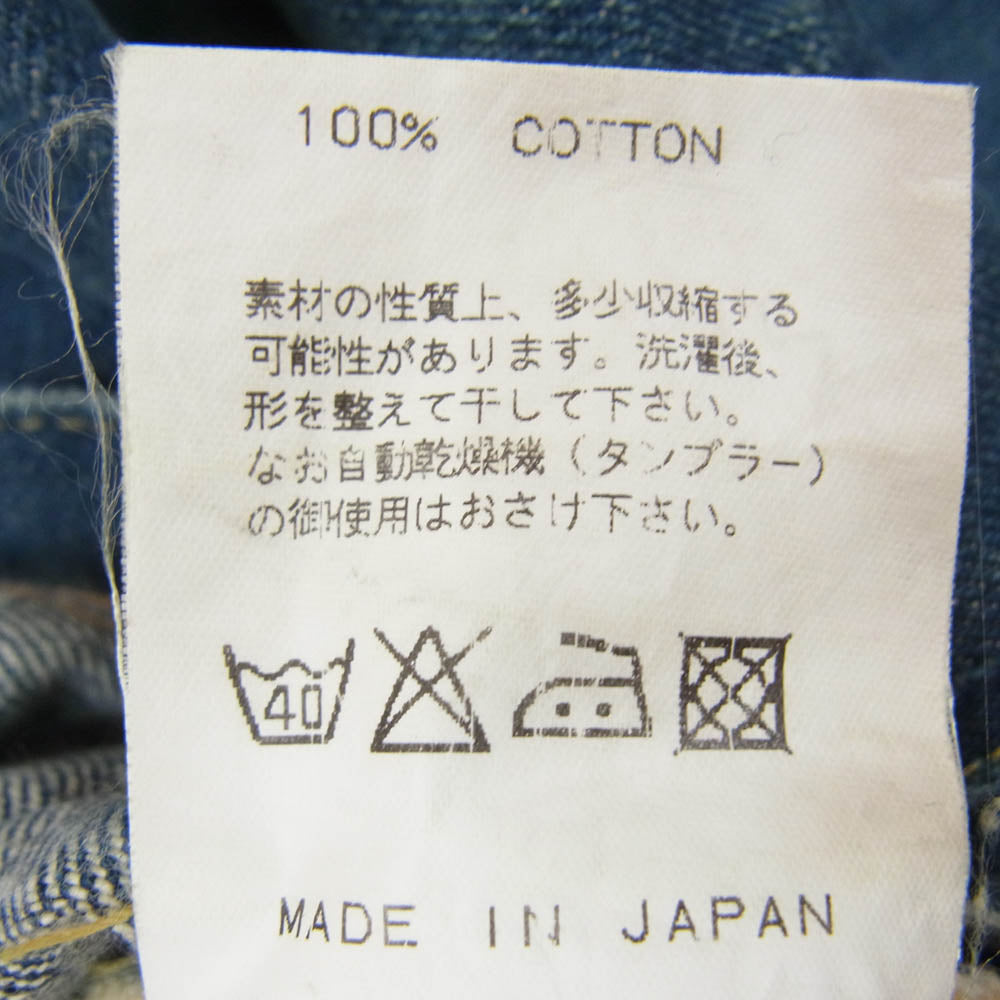 100% COTTON
素材の性質上、多少収縮する
可能性があります。洗濯後、
形を整えて干して下さい。
なお自動乾燥機（タンブラー）
の御使用はおさけ下さい。
40
MADE IN JAPAN